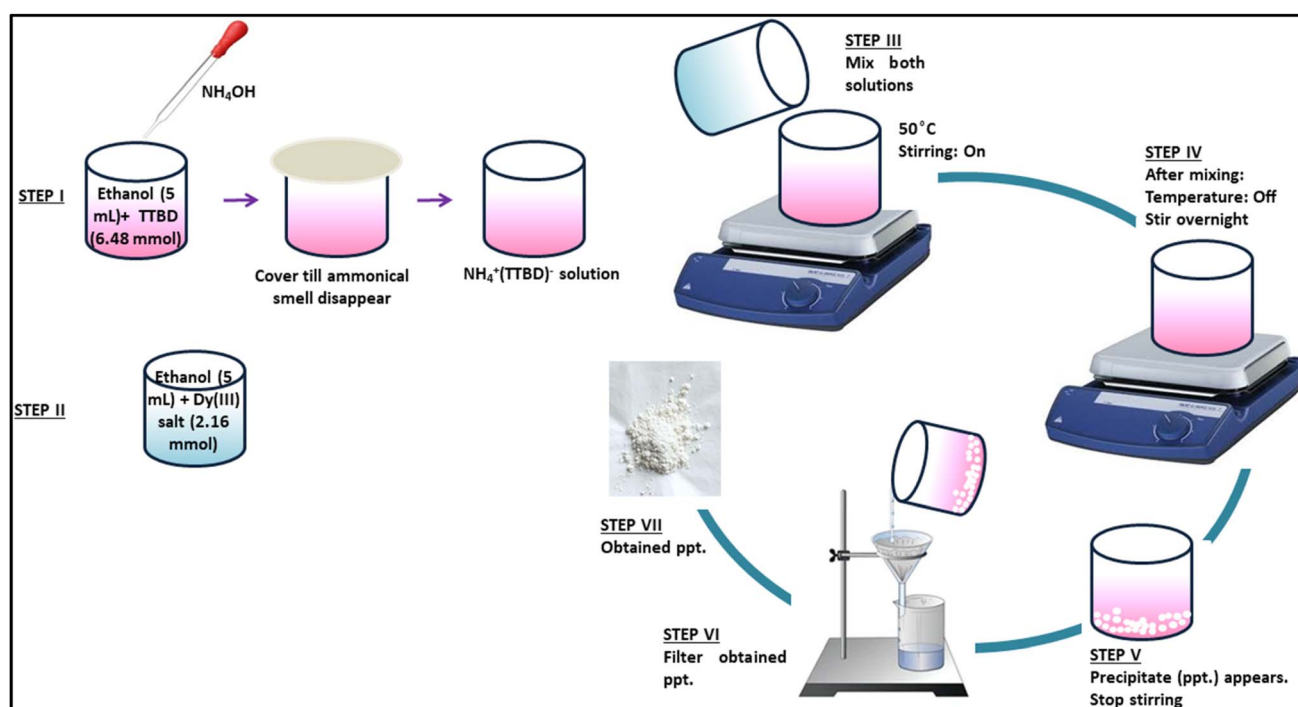 NH₄OH
STEP I
Ethanol (5
mL)+ TTBD
(6.48 mmol)
Cover till ammonical
smell disappear
NH₄⁺(TTBD)⁻ solution
STEP II
Ethanol (5
mL) + Dy(III)
salt (2.16
mmol)
STEP III
Mix both
solutions
50°C
Stirring: On
STEP IV
After mixing:
Temperature: Off
Stir overnight
STEP V
Precipitate (ppt.) appears.
Stop stirring
STEP VI
Filter obtained
ppt.
STEP VII
Obtained ppt.